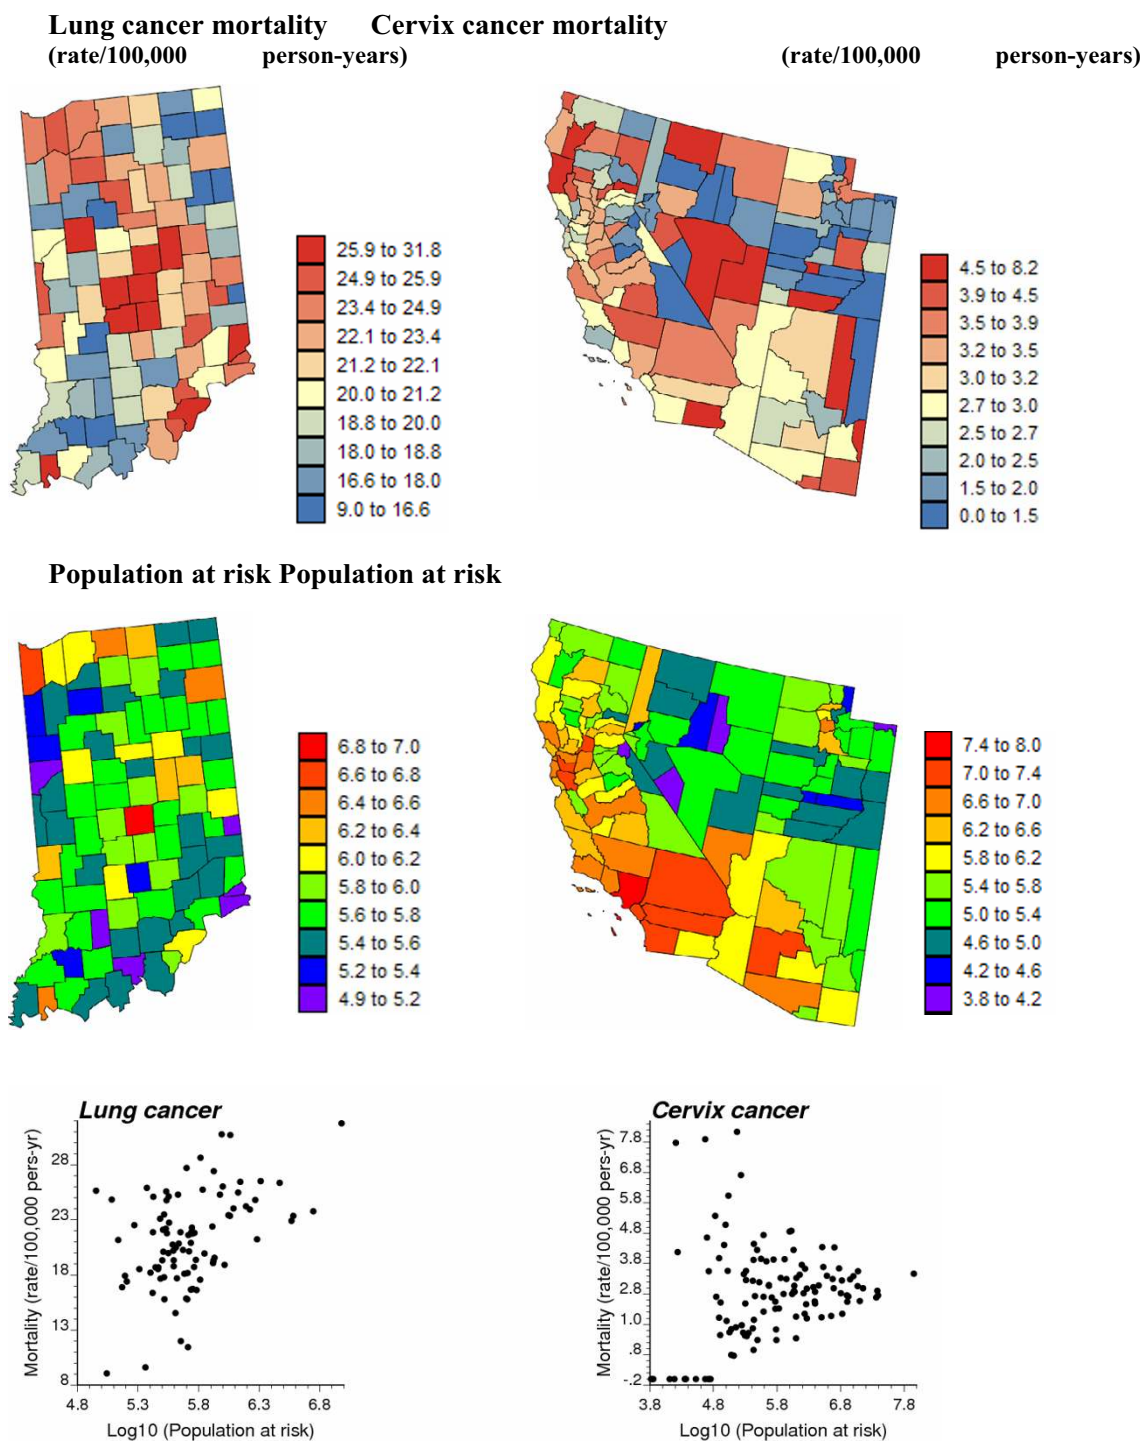 Lung cancer mortality Cervix cancer mortality
(rate/100,000 person-years) (rate/100,000 person-years)
25.9 to 31.8
24.9 to 25.9
23.4 to 24.9
22.1 to 23.4
21.2 to 22.1
20.0 to 21.2
18.8 to 20.0
18.0 to 18.8
16.6 to 18.0
9.0 to 16.6
4.5 to 8.2
3.9 to 4.5
3.5 to 3.9
3.2 to 3.5
3.0 to 3.2
2.7 to 3.0
2.5 to 2.7
2.0 to 2.5
1.5 to 2.0
0.0 to 1.5
Population at risk Population at risk
6.8 to 7.0
6.6 to 6.8
6.4 to 6.6
6.2 to 6.4
6.0 to 6.2
5.8 to 6.0
5.6 to 5.8
5.4 to 5.6
5.2 to 5.4
4.9 to 5.2
7.4 to 8.0
7.0 to 7.4
6.6 to 7.0
6.2 to 6.6
5.8 to 6.2
5.4 to 5.8
5.0 to 5.4
4.6 to 5.0
4.2 to 4.6
3.8 to 4.2
Lung cancer
Mortality (rate/100,000 pers-yr)
28
23
18
13
8
4.8 5.3 5.8 6.3 6.8
Log10 (Population at risk)
Cervix cancer
Mortality (rate/100,000 pers-yr)
7.8
6.8
5.8
4.8
3.8
2.8
1.0
.8
-.2
3.8 4.8 5.8 6.8 7.8
Log10 (Population at risk)